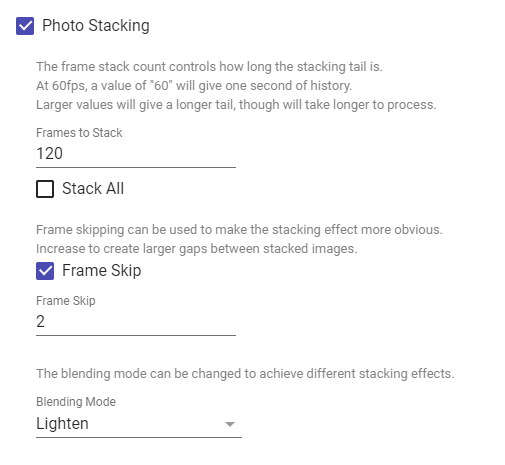 Photo Stacking
The frame stack count controls how long the stacking tail is.
At 60fps, a value of "60" will give one second of history.
Larger values will give a longer tail, though will take longer to process.
Frames to Stack
120
Stack All
Frame skipping can be used to make the stacking effect more obvious.
Increase to create larger gaps between stacked images.
Frame Skip
Frame Skip
2
The blending mode can be changed to achieve different stacking effects.
Blending Mode
Lighten